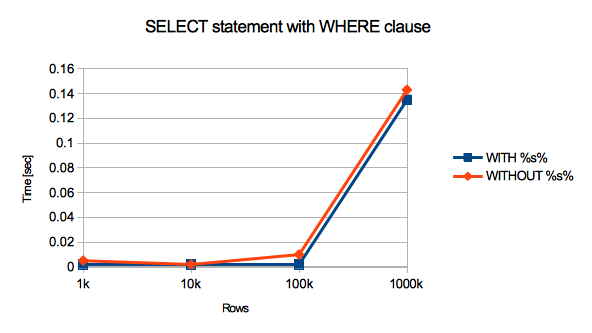 SELECT statement with WHERE clause
0.16
0.14
0.12
0.1
0.08
0.06
0.04
0.02
0
Time [sec]
1k 10k 100k 1000k
Rows
WITH %s%
WITHOUT %s%